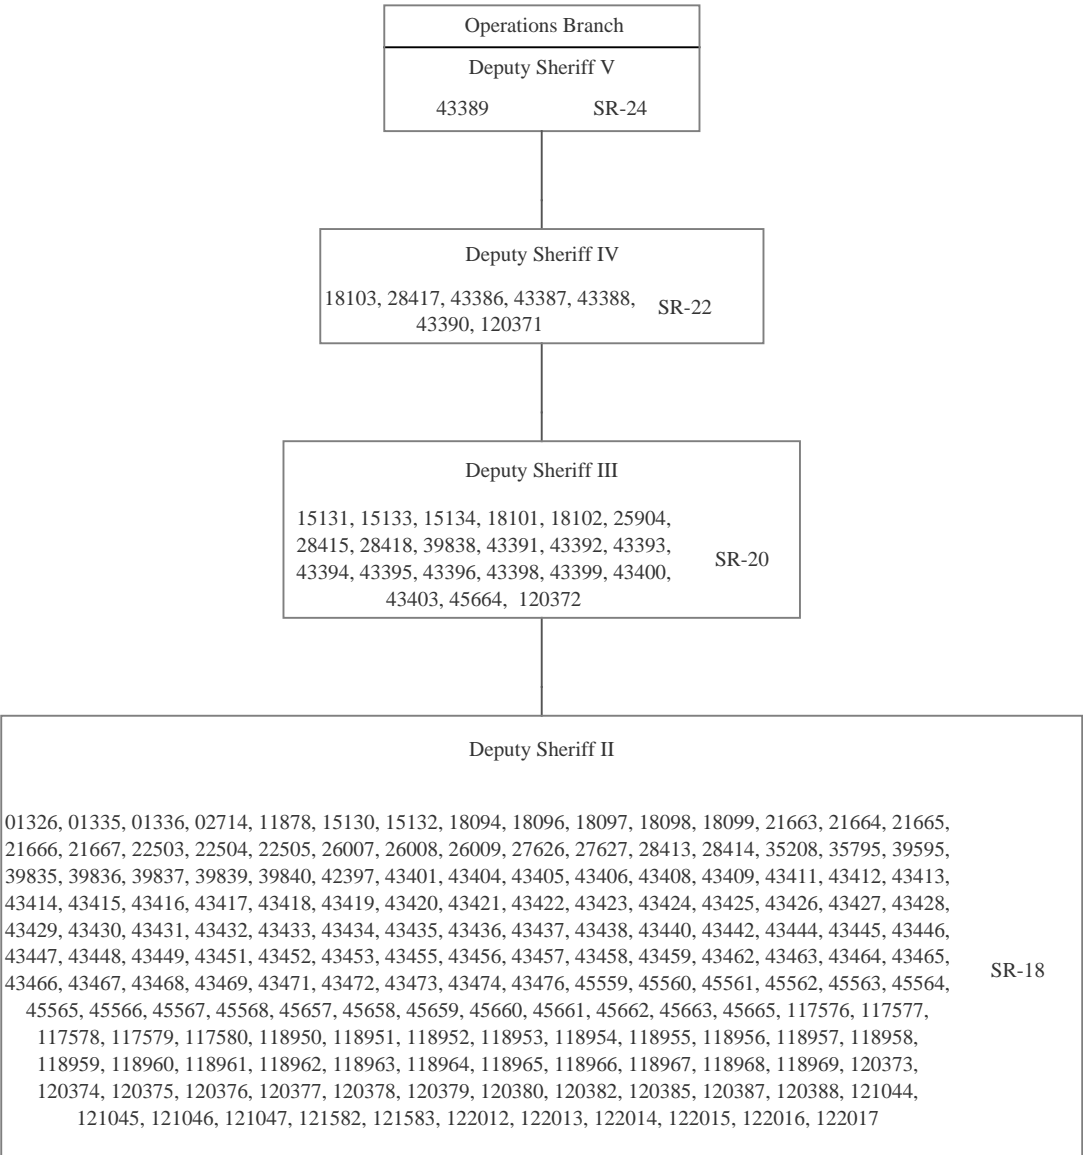 Operations Branch
Deputy Sheriff V
43389 SR-24
Deputy Sheriff IV
18103, 28417, 43386, 43387, 43388,
43390, 120371
SR-22
Deputy Sheriff III
15131, 15133, 15134, 18101, 18102, 25904,
28415, 28418, 39838, 43391, 43392, 43393,
43394, 43395, 43396, 43398, 43399, 43400,
43403, 45664, 120372
SR-20
Deputy Sheriff II
01326, 01335, 01336, 02714, 11878, 15130, 15132, 18094, 18096, 18097, 18098, 18099, 21663, 21664, 21665,
21666, 21667, 22503, 22504, 22505, 26007, 26008, 26009, 27626, 27627, 28413, 28414, 35208, 35795, 39595,
39835, 39836, 39837, 39839, 39840, 42397, 43401, 43404, 43405, 43406, 43408, 43409, 43411, 43412, 43413,
43414, 43415, 43416, 43417, 43418, 43419, 43420, 43421, 43422, 43423, 43424, 43425, 43426, 43427, 43428,
43429, 43430, 43431, 43432, 43433, 43434, 43435, 43436, 43437, 43438, 43440, 43442, 43444, 43445, 43446,
43447, 43448, 43449, 43451, 43452, 43453, 43455, 43456, 43457, 43458, 43459, 43462, 43463, 43464, 43465,
43466, 43467, 43468, 43469, 43471, 43472, 43473, 43474, 43476, 45559, 45560, 45561, 45562, 45563, 45564,
45565, 45566, 45567, 45568, 45657, 45658, 45659, 45660, 45661, 45662, 45663, 45665, 117576, 117577,
117578, 117579, 117580, 118950, 118951, 118952, 118953, 118954, 118955, 118956, 118957, 118958,
118959, 118960, 118961, 118962, 118963, 118964, 118965, 118966, 118967, 118968, 118969, 120373,
120374, 120375, 120376, 120377, 120378, 120379, 120380, 120382, 120385, 120387, 120388, 121044,
121045, 121046, 121047, 121582, 121583, 122012, 122013, 122014, 122015, 122016, 122017
SR-18